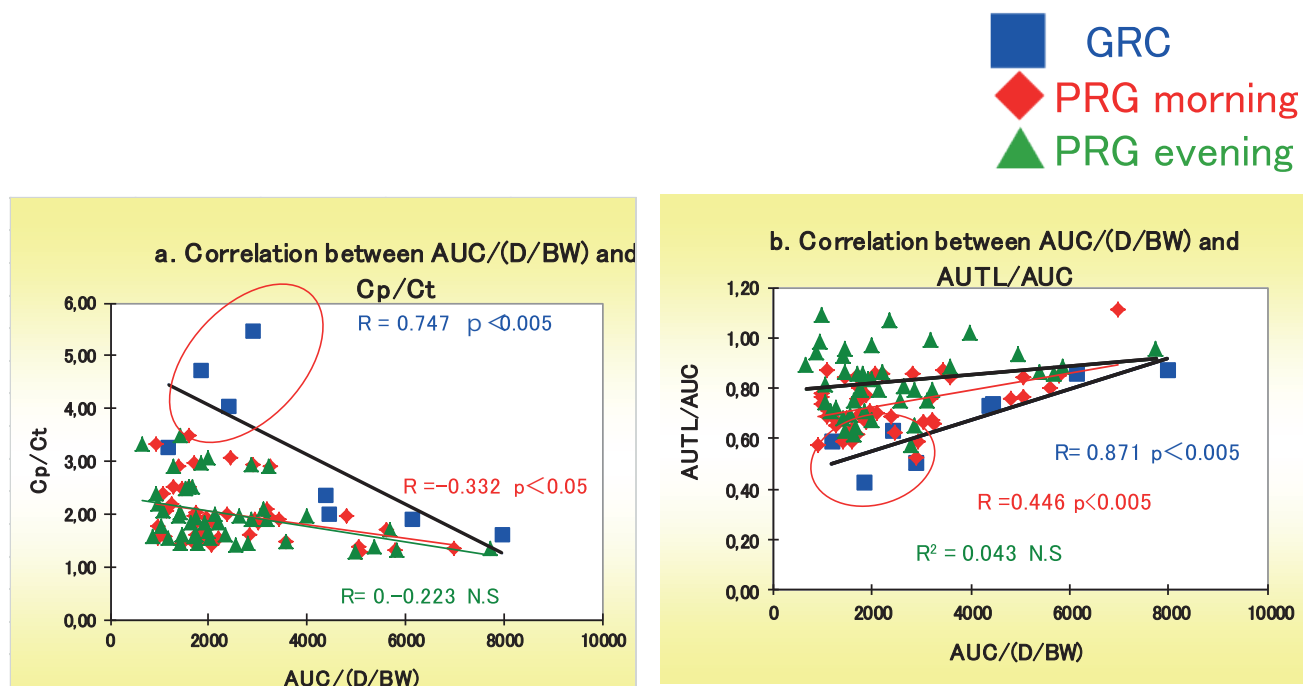 GRC
PRG morning
PRG evening
a. Correlation between AUC/(D/BW) and
Cp/Ct
6,00
5,00
4,00
3,00
2,00
1,00
0,00
Cp/Ct
R = 0.747 p<0.005
R =-0.332 p<0.05
R= 0.-0.223 N.S
0 2000 4000 6000 8000 10000
AUC/(D/BW)
b. Correlation between AUC/(D/BW) and
AUTL/AUC
1,20
1,00
0,80
0,60
0,40
0,20
0,00
AUTL/AUC
R= 0.871 p<0.005
R=0.446 p<0.005
R² = 0.043 N.S
0 2000 4000 6000 8000 10000
AUC/(D/BW)